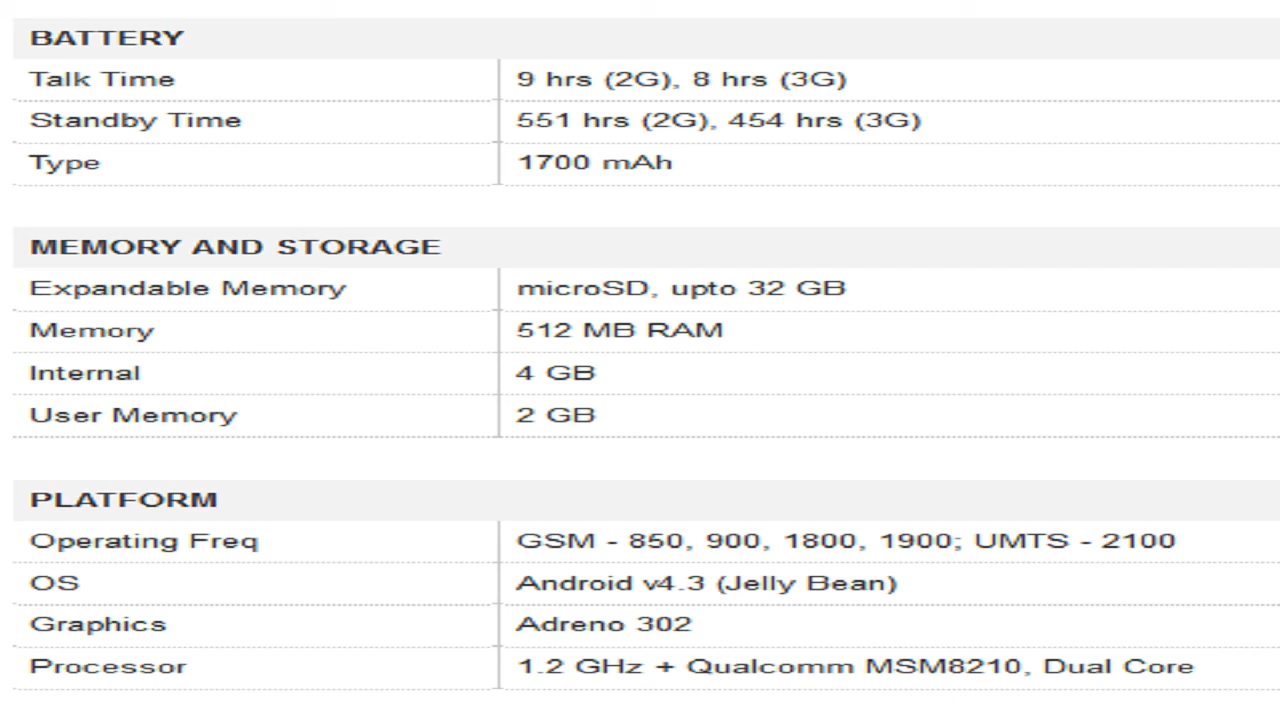 BATTERY
Talk Time 9 hrs (2G), 8 hrs (3G)
Standby Time 551 hrs (2G), 454 hrs (3G)
Type 1700 mAh
MEMORY AND STORAGE
Expandable Memory microSD, upto 32 GB
Memory 512 MB RAM
Internal 4 GB
User Memory 2 GB
PLATFORM
Operating Freq GSM - 850, 900, 1800, 1900; UMTS - 2100
OS Android v4.3 (Jelly Bean)
Graphics Adreno 302
Processor 1.2 GHz + Qualcomm MSM8210, Dual Core